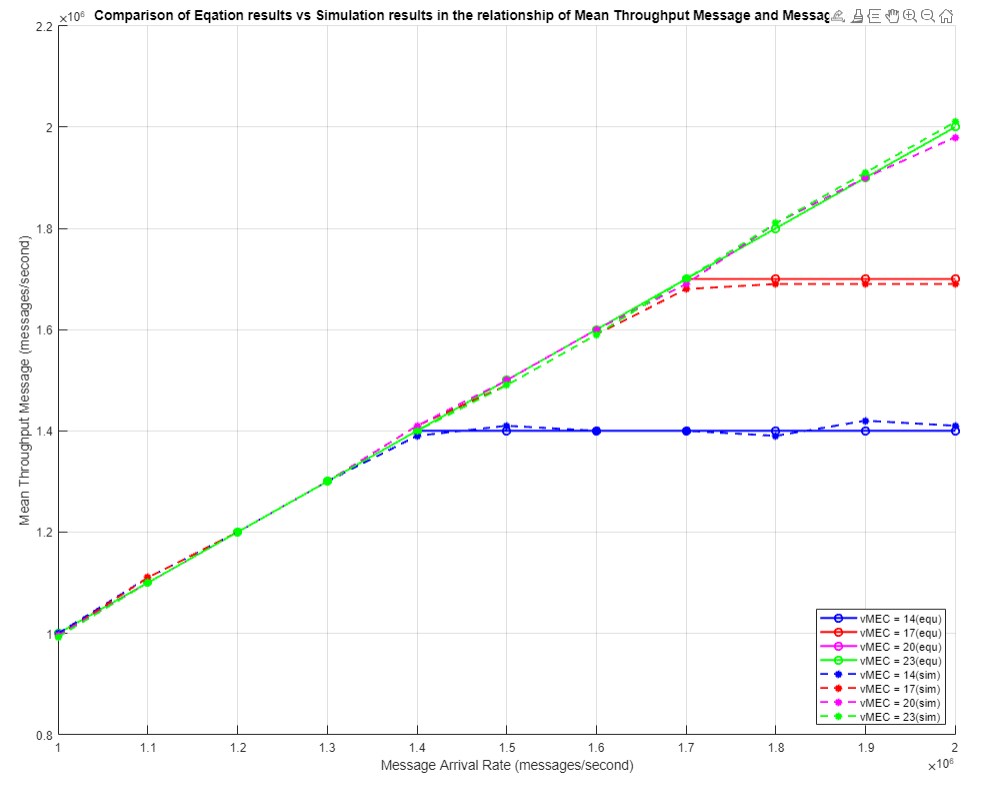 ×10⁶
Comparison of Eqation results vs Simulation results in the relationship of Mean Throughput Message and Messag
2.2
2
1.8
1.6
1.4
1.2
1
0.8
Mean Throughput Message (messages/second)
vMEC = 14(equ)
vMEC = 17(equ)
vMEC = 20(equ)
vMEC = 23(equ)
vMEC = 14(sim)
vMEC = 17(sim)
vMEC = 20(sim)
vMEC = 23(sim)
1 1.1 1.2 1.3 1.4 1.5 1.6 1.7 1.8 1.9 2
Message Arrival Rate (messages/second)
×10⁶